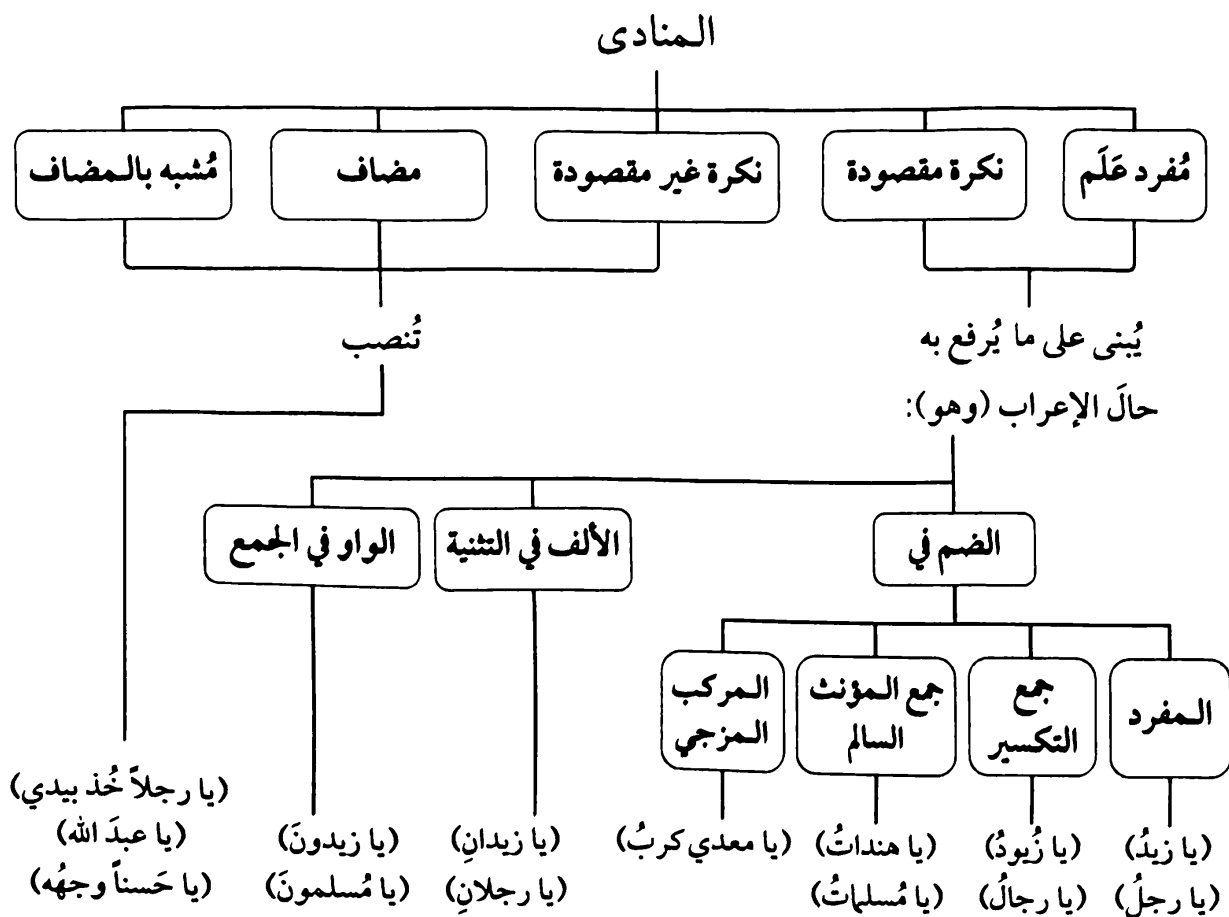 المنادى
مُفرد عَلَم
نكرة مقصودة
نكرة غير مقصودة
مضاف
مُشبه بالمضاف
يُبنى على ما يُرفع به
حالَ الإعراب (وهو):
تُنصب
الضم في
الألف في التثنية
الواو في الجمع
المفرد
جمع
التكسير
جمع المؤنث
السالم
المركب
المزجي
(يا زيدُ)
(يا رجلُ)
(يا زُيودُ)
(يا رجالُ)
(يا هنداتُ)
(يا مُسلماتُ)
(يا معدي كربُ)
(يا زيدانِ)
(يا رجلانِ)
(يا زيدونَ)
(يا مُسلمونَ)
(يا رجلاً خُذ بيدي)
(يا عبدَ الله)
(يا حَسناً وجهُه)